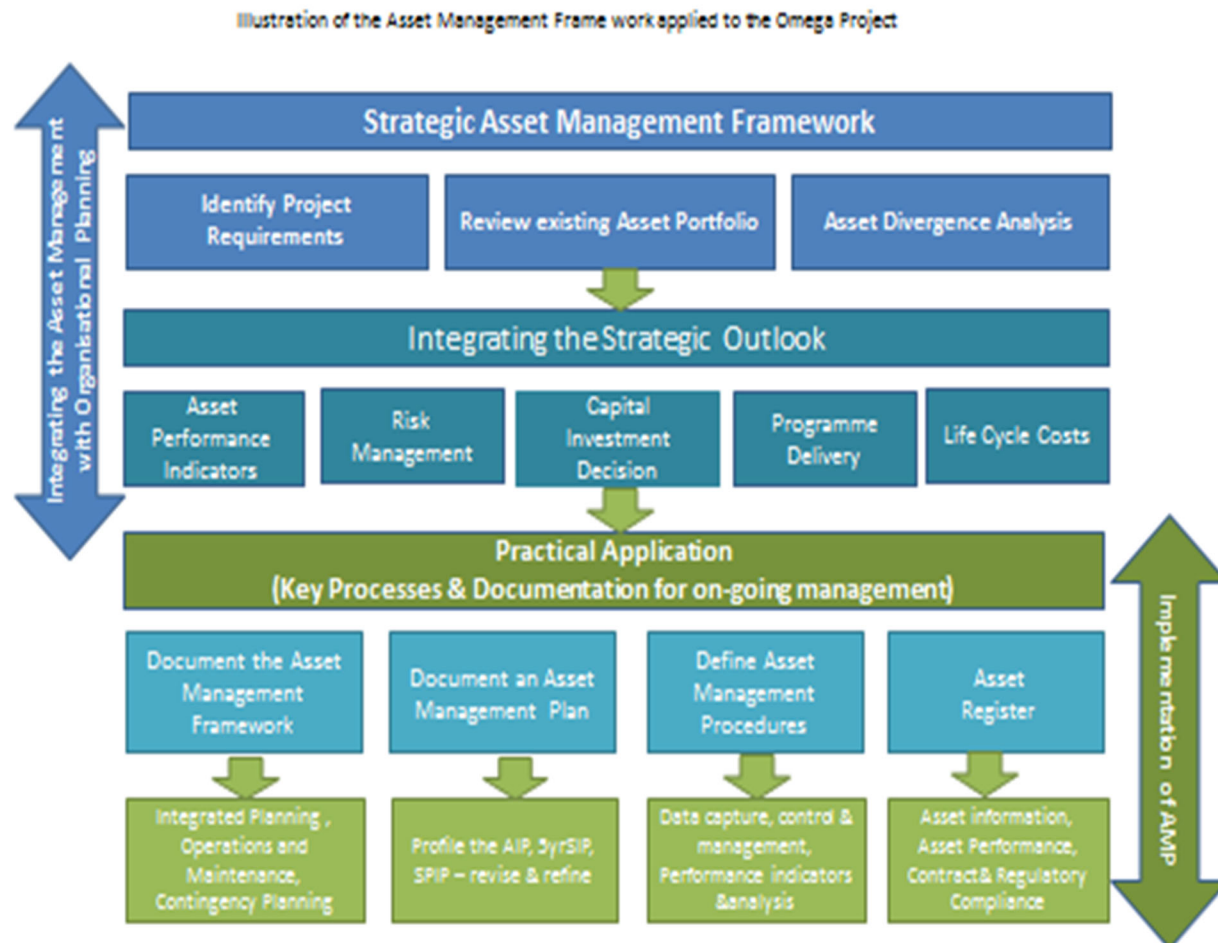 Illustration of the Asset Management Frame work applied to the Omega Project
Integrating the Asset Management
with Organisational Planning
Strategic Asset Management Framework
Identify Project
Requirements
Review existing Asset Portfolio
Asset Divergence Analysis
Integrating the Strategic Outlook
Asset
Performance
Indicators
Risk
Management
Capital
Investment
Decision
Programme
Delivery
Life Cycle Costs
Practical Application
(Key Processes & Documentation for on-going management)
Document the Asset
Management
Framework
Document an Asset
Management Plan
Define Asset
Management
Procedures
Asset
Register
Integrated Planning ,
Operations and
Maintenance,
Contingency Planning
Profile the AIP, 5yrSIP,
SPIP – revise & refine
Data capture, control &
management,
Performance indicators
&analysis
Asset information,
Asset Performance,
Contract& Regulatory
Compliance
Implementation of AMP